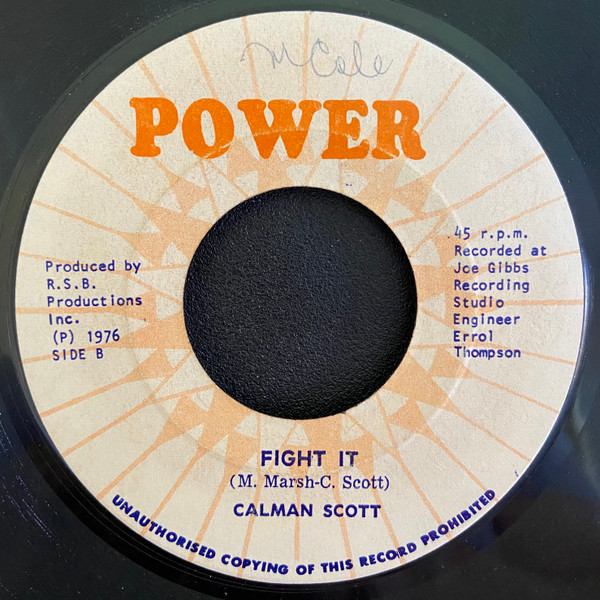 M Cole
POWER
Produced by
R.S.B.
Productions
Inc.
(P) 1976
SIDE B
45 r.p.m.
Recorded at
Joe Gibbs
Recording
Studio
Engineer
Errol
Thompson
FIGHT IT
(M. Marsh-C. Scott)
CALMAN SCOTT
UNAUTHORISED COPYING OF THIS RECORD PROHIBITED